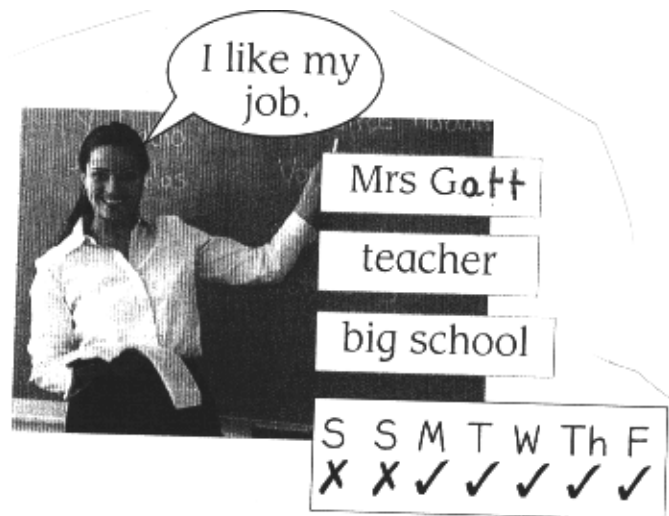 I like my
job.
Mrs Gatt
teacher
big school
S S M T W Th F
✗ ✗ ✓ ✓ ✓ ✓ ✓